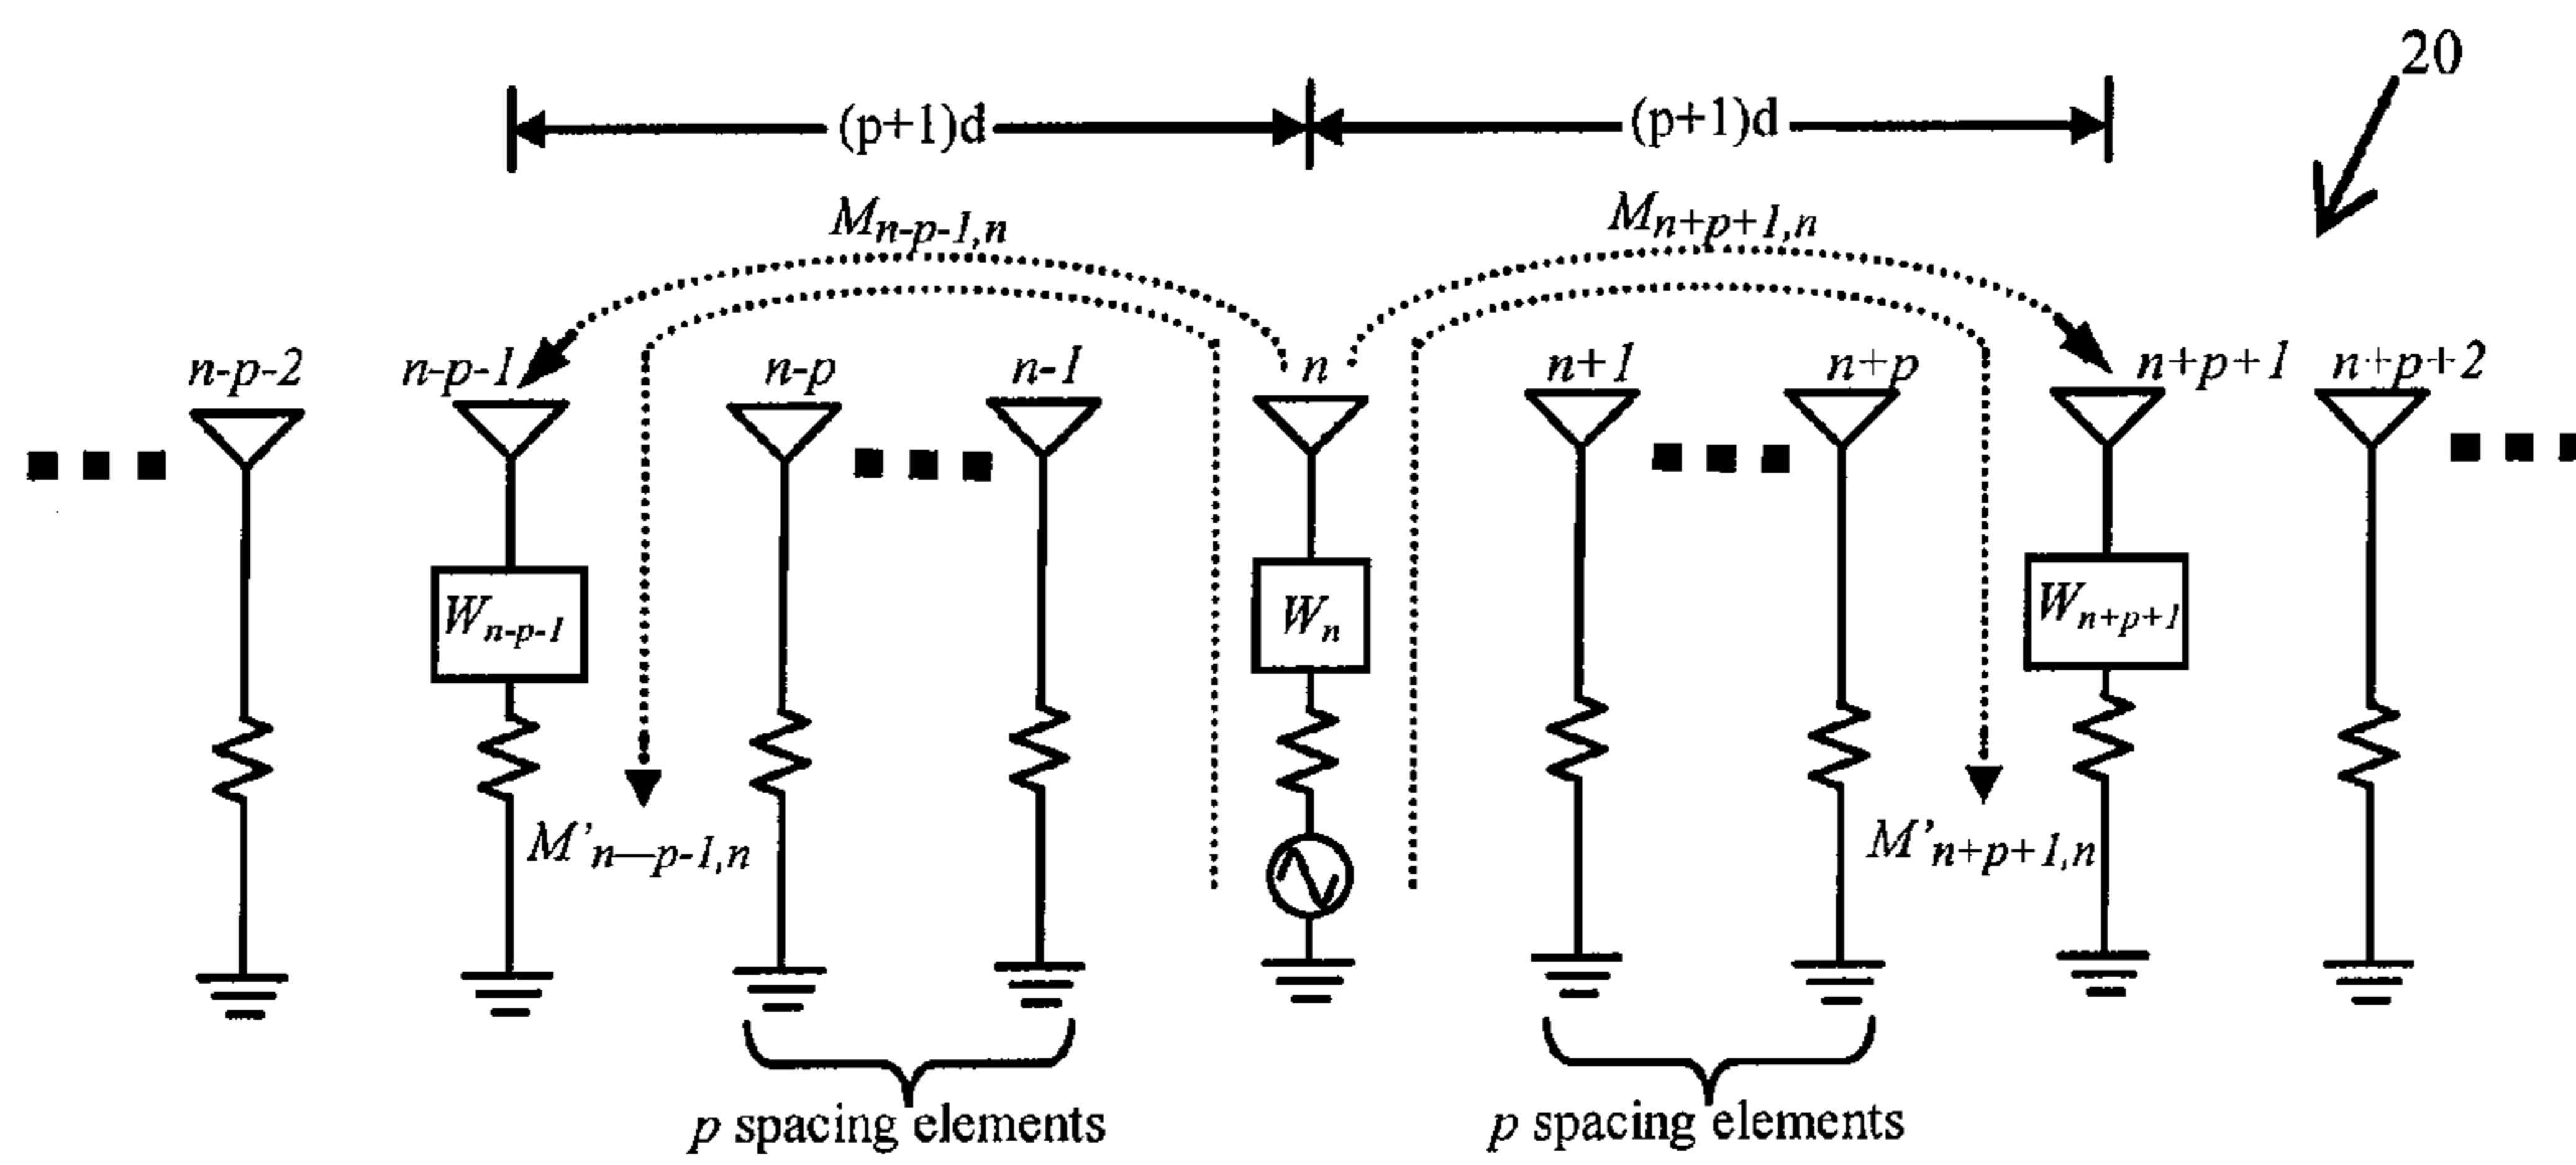 20
(p+1)d (p+1)d
Mn-p-1,n Mn+p+1,n
n-p-2 n-p-1 n-p n-1 n n+1 n+p n+p+1 n+p+2
Wn-p-1 Wn Wn+p+1
M’n—p-1,n M’n+p+1,n
p spacing elements p spacing elements